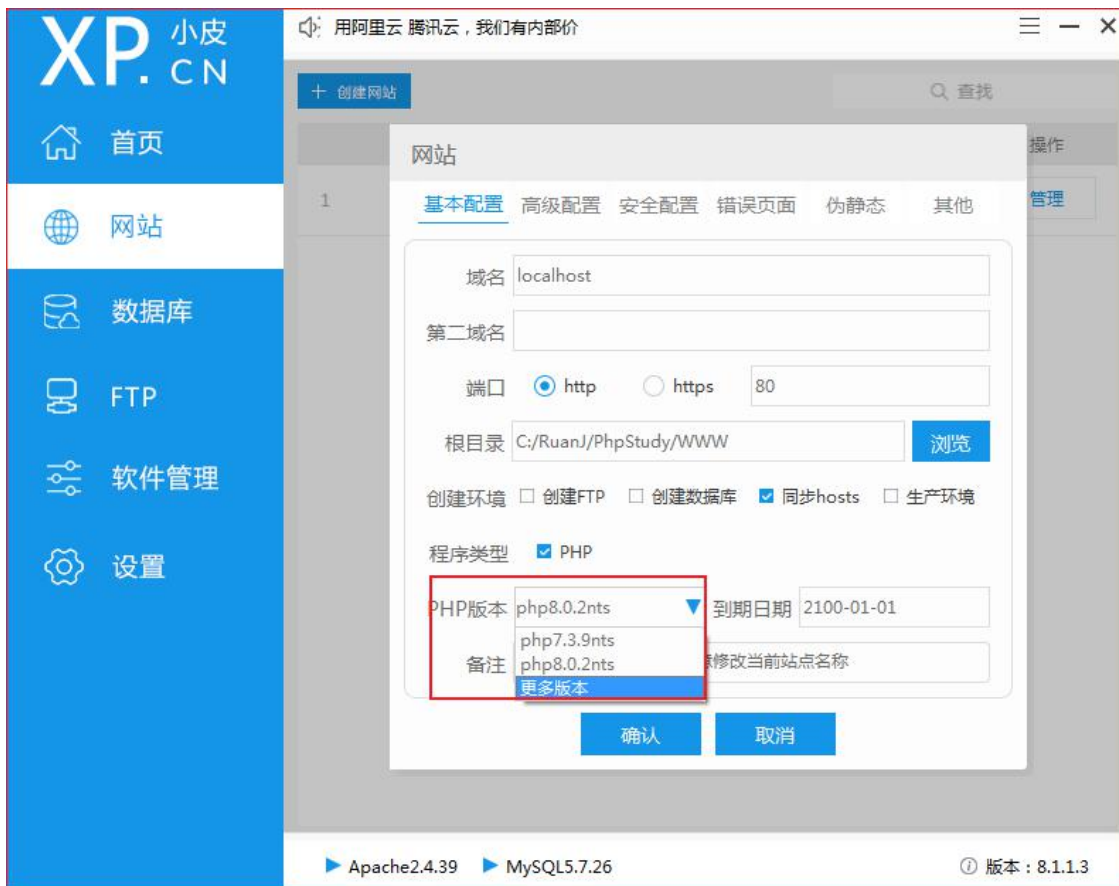 XP.CN 小皮
用阿里云 腾讯云，我们有内部价
首页
网站
数据库
FTP
软件管理
设置
+ 创建网站
查找
操作
1
管理
网站
基本配置 高级配置 安全配置 错误页面 伪静态 其他
域名 localhost
第二域名
端口 http https 80
根目录 C:/RuanJ/PhpStudy/WWW 浏览
创建环境 创建FTP 创建数据库 同步hosts 生产环境
程序类型 PHP
PHP版本 php8.0.2nts 到期日期 2100-01-01
php7.3.9nts
php8.0.2nts
更多版本
备注 修改当前站点名称
确认 取消
Apache2.4.39 MySQL5.7.26 版本：8.1.1.3